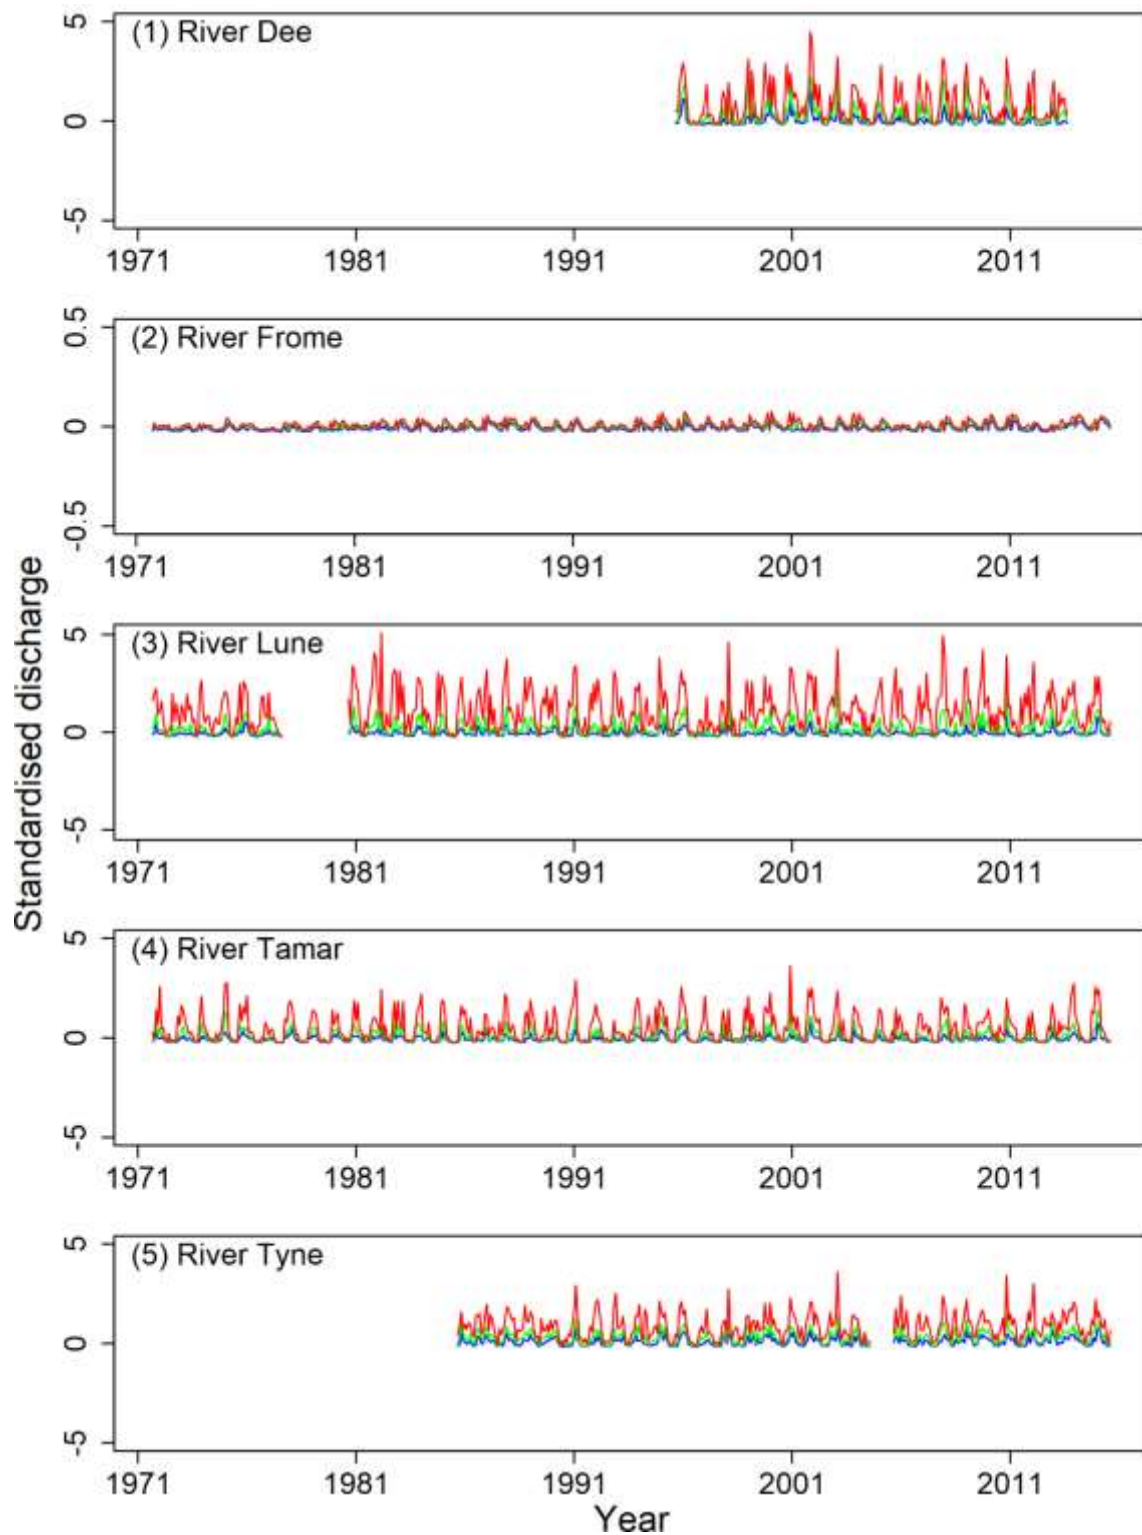 (1) River Dee
5
0
-5
1971 1981 1991 2001 2011
(2) River Frome
0.5
0
-0.5
1971 1981 1991 2001 2011
(3) River Lune
5
0
-5
1971 1981 1991 2001 2011
(4) River Tamar
5
0
-5
1971 1981 1991 2001 2011
(5) River Tyne
5
0
-5
1971 1981 1991 2001 2011
Standardised discharge
Year